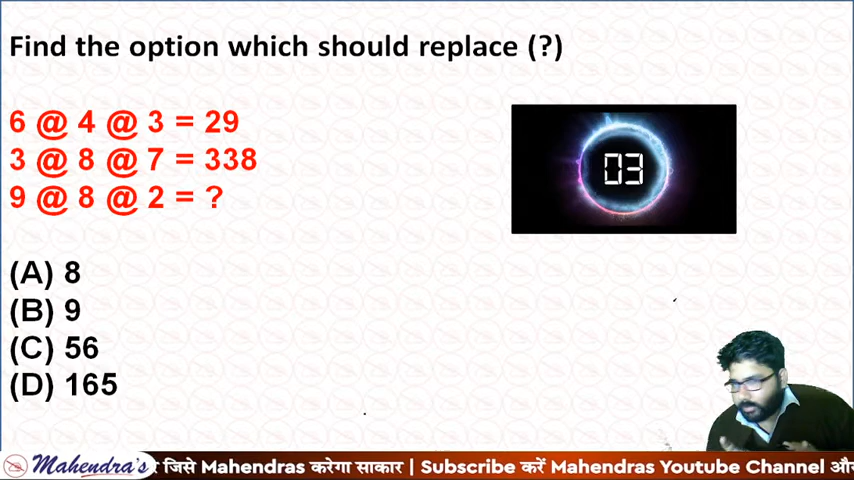 Find the option which should replace (?)
6 @ 4 @ 3 = 29
3 @ 8 @ 7 = 338
9 @ 8 @ 2 = ?
03
(A) 8
(B) 9
(C) 56
(D) 165
Mahendra's
जिसे Mahendras करेगा साकार | Subscribe करें Mahendras Youtube Channel